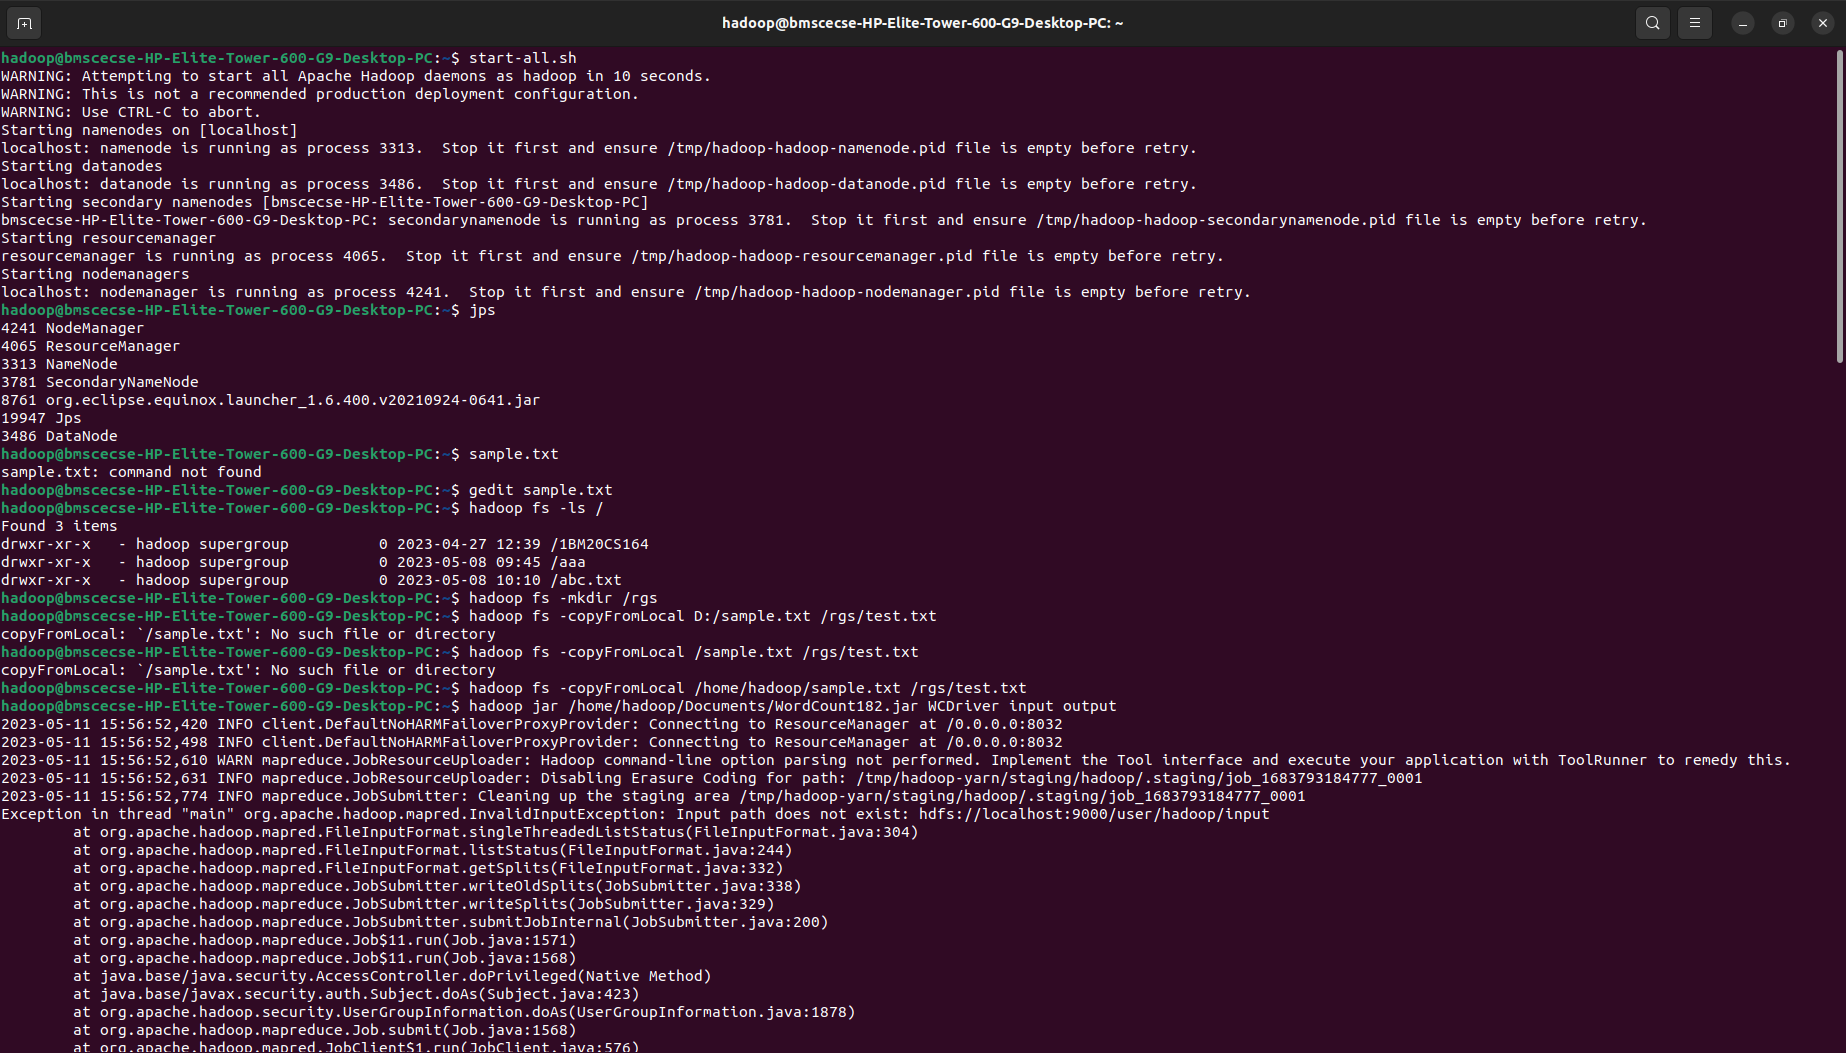 hadoop@bmscecse-HP-Elite-Tower-600-G9-Desktop-PC: ~
hadoop@bmscecse-HP-Elite-Tower-600-G9-Desktop-PC:~$ start-all.sh
WARNING: Attempting to start all Apache Hadoop daemons as hadoop in 10 seconds.
WARNING: This is not a recommended production deployment configuration.
WARNING: Use CTRL-C to abort.
Starting namenodes on [localhost]
localhost: namenode is running as process 3313.  Stop it first and ensure /tmp/hadoop-hadoop-namenode.pid file is empty before retry.
Starting datanodes
localhost: datanode is running as process 3486.  Stop it first and ensure /tmp/hadoop-hadoop-datanode.pid file is empty before retry.
Starting secondary namenodes [bmscecse-HP-Elite-Tower-600-G9-Desktop-PC]
bmscecse-HP-Elite-Tower-600-G9-Desktop-PC: secondarynamenode is running as process 3781.  Stop it first and ensure /tmp/hadoop-hadoop-secondarynamenode.pid file is empty before retry.
Starting resourcemanager
resourcemanager is running as process 4065.  Stop it first and ensure /tmp/hadoop-hadoop-resourcemanager.pid file is empty before retry.
Starting nodemanagers
localhost: nodemanager is running as process 4241.  Stop it first and ensure /tmp/hadoop-hadoop-nodemanager.pid file is empty before retry.
hadoop@bmscecse-HP-Elite-Tower-600-G9-Desktop-PC:~$ jps
4241 NodeManager
4065 ResourceManager
3313 NameNode
3781 SecondaryNameNode
8761 org.eclipse.equinox.launcher_1.6.400.v20210924-0641.jar
19947 Jps
3486 DataNode
hadoop@bmscecse-HP-Elite-Tower-600-G9-Desktop-PC:~$ sample.txt
sample.txt: command not found
hadoop@bmscecse-HP-Elite-Tower-600-G9-Desktop-PC:~$ gedit sample.txt
hadoop@bmscecse-HP-Elite-Tower-600-G9-Desktop-PC:~$ hadoop fs -ls /
Found 3 items
drwxr-xr-x   - hadoop supergroup          0 2023-04-27 12:39 /1BM20CS164
drwxr-xr-x   - hadoop supergroup          0 2023-05-08 09:45 /aaa
drwxr-xr-x   - hadoop supergroup          0 2023-05-08 10:10 /abc.txt
hadoop@bmscecse-HP-Elite-Tower-600-G9-Desktop-PC:~$ hadoop fs -mkdir /rgs
hadoop@bmscecse-HP-Elite-Tower-600-G9-Desktop-PC:~$ hadoop fs -copyFromLocal D:/sample.txt /rgs/test.txt
copyFromLocal: `/sample.txt': No such file or directory
hadoop@bmscecse-HP-Elite-Tower-600-G9-Desktop-PC:~$ hadoop fs -copyFromLocal /sample.txt /rgs/test.txt
copyFromLocal: `/sample.txt': No such file or directory
hadoop@bmscecse-HP-Elite-Tower-600-G9-Desktop-PC:~$ hadoop fs -copyFromLocal /home/hadoop/sample.txt /rgs/test.txt
hadoop@bmscecse-HP-Elite-Tower-600-G9-Desktop-PC:~$ hadoop jar /home/hadoop/Documents/WordCount182.jar WCDriver input output
2023-05-11 15:56:52,420 INFO client.DefaultNoHARMFailoverProxyProvider: Connecting to ResourceManager at /0.0.0.0:8032
2023-05-11 15:56:52,498 INFO client.DefaultNoHARMFailoverProxyProvider: Connecting to ResourceManager at /0.0.0.0:8032
2023-05-11 15:56:52,610 WARN mapreduce.JobResourceUploader: Hadoop command-line option parsing not performed. Implement the Tool interface and execute your application with ToolRunner to remedy this.
2023-05-11 15:56:52,631 INFO mapreduce.JobResourceUploader: Disabling Erasure Coding for path: /tmp/hadoop-yarn/staging/hadoop/.staging/job_1683793184777_0001
2023-05-11 15:56:52,774 INFO mapreduce.JobSubmitter: Cleaning up the staging area /tmp/hadoop-yarn/staging/hadoop/.staging/job_1683793184777_0001
Exception in thread "main" org.apache.hadoop.mapred.InvalidInputException: Input path does not exist: hdfs://localhost:9000/user/hadoop/input
        at org.apache.hadoop.mapred.FileInputFormat.singleThreadedListStatus(FileInputFormat.java:304)
        at org.apache.hadoop.mapred.FileInputFormat.listStatus(FileInputFormat.java:244)
        at org.apache.hadoop.mapred.FileInputFormat.getSplits(FileInputFormat.java:332)
        at org.apache.hadoop.mapreduce.JobSubmitter.writeOldSplits(JobSubmitter.java:338)
        at org.apache.hadoop.mapreduce.JobSubmitter.writeSplits(JobSubmitter.java:329)
        at org.apache.hadoop.mapreduce.JobSubmitter.submitJobInternal(JobSubmitter.java:200)
        at org.apache.hadoop.mapreduce.Job$11.run(Job.java:1571)
        at org.apache.hadoop.mapreduce.Job$11.run(Job.java:1568)
        at java.base/java.security.AccessController.doPrivileged(Native Method)
        at java.base/javax.security.auth.Subject.doAs(Subject.java:423)
        at org.apache.hadoop.security.UserGroupInformation.doAs(UserGroupInformation.java:1878)
        at org.apache.hadoop.mapreduce.Job.submit(Job.java:1568)
        at org.apache.hadoop.mapred.JobClient$1.run(JobClient.java:576)